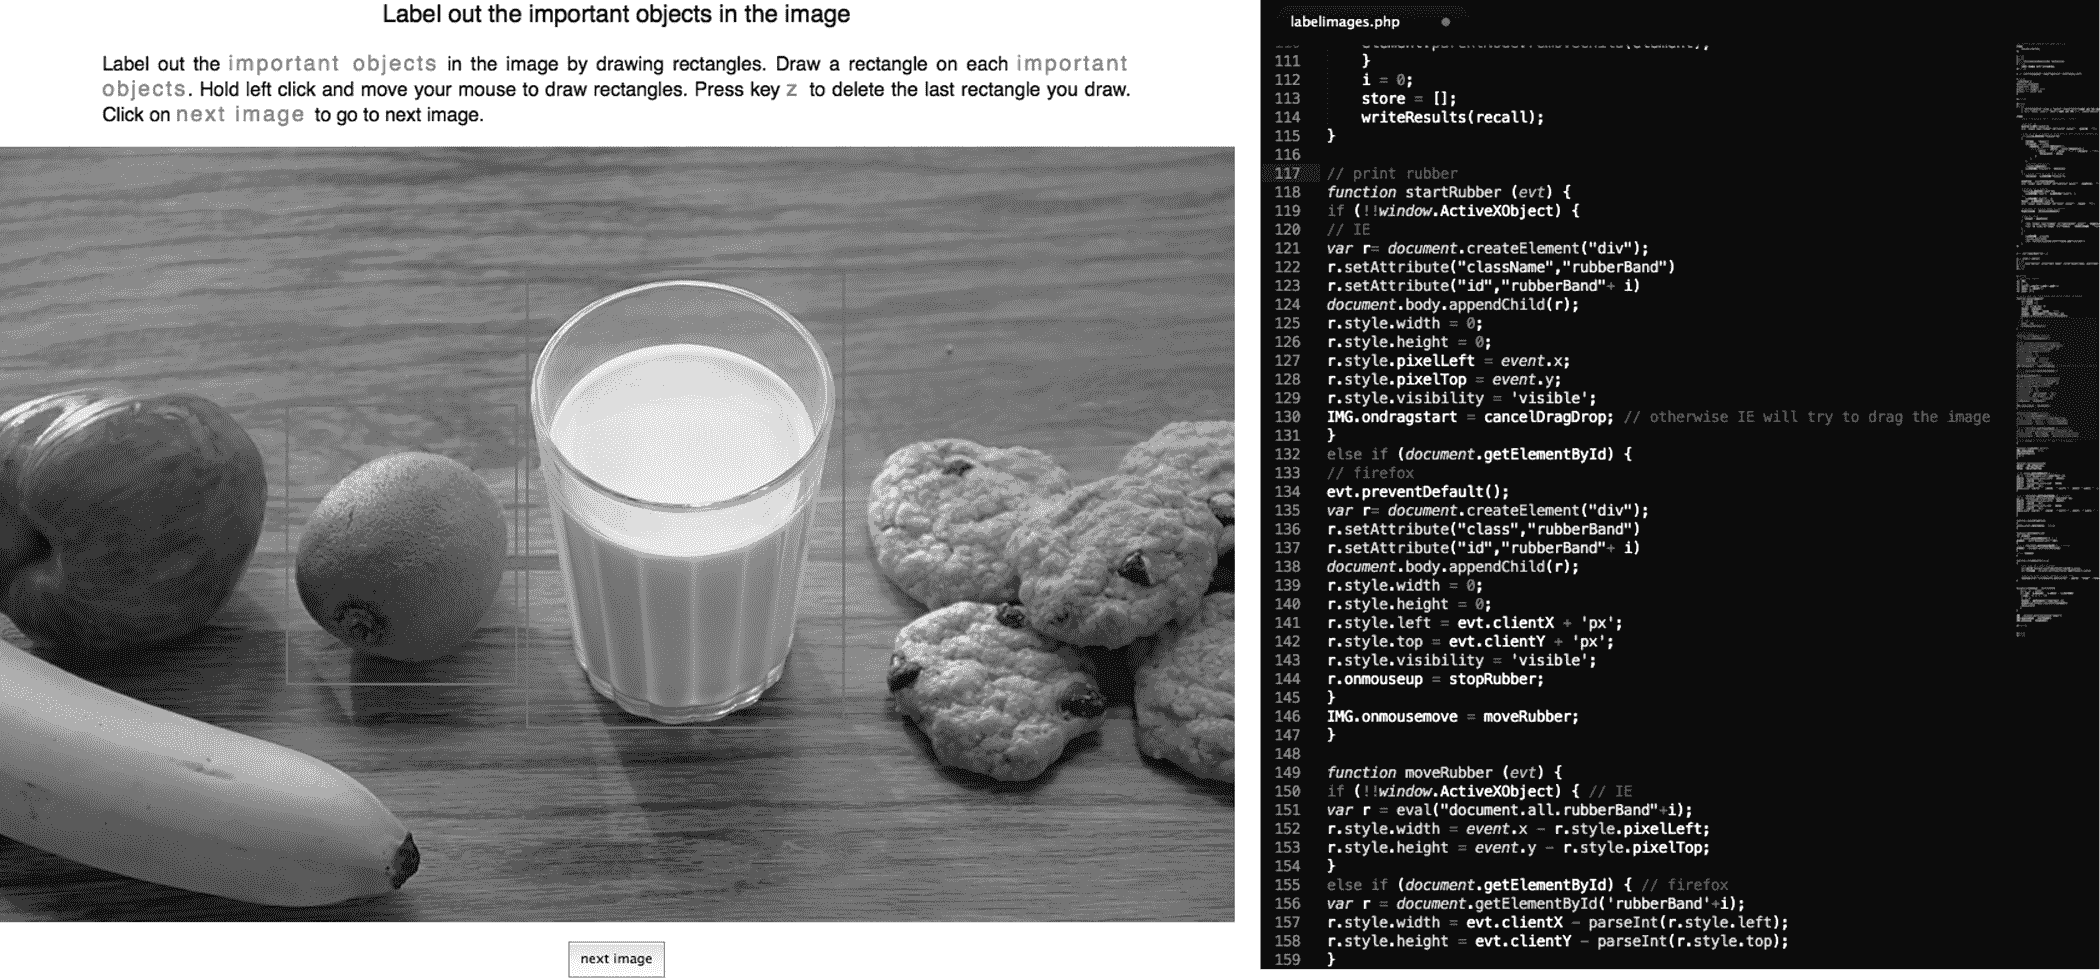 Label out the important objects in the image
Label out the important objects in the image by drawing rectangles. Draw a rectangle on each important
objects. Hold left click and move your mouse to draw rectangles. Press key z to delete the last rectangle you draw.
Click on next image to go to next image.
next image
labelimages.php
111 }
112 i = 0;
113 store = [];
114 writeResults(recall);
115 }
116
117 // print rubber
118 function startRubber (evt) {
119 if (!!window.ActiveXObject) {
120 // IE
121 var r= document.createElement("div");
122 r.setAttribute("className","rubberBand")
123 r.setAttribute("id","rubberBand"+ i)
124 document.body.appendChild(r);
125 r.style.width = 0;
126 r.style.height = 0;
127 r.style.pixelLeft = event.x;
128 r.style.pixelTop = event.y;
129 r.style.visibility = 'visible';
130 IMG.ondragstart = cancelDragDrop; // otherwise IE will try to drag the image
131 }
132 else if (document.getElementById) {
133 // firefox
134 evt.preventDefault();
135 var r= document.createElement("div");
136 r.setAttribute("class","rubberBand")
137 r.setAttribute("id","rubberBand"+ i)
138 document.body.appendChild(r);
139 r.style.width = 0;
140 r.style.height = 0;
141 r.style.left = evt.clientX + 'px';
142 r.style.top = evt.clientY + 'px';
143 r.style.visibility = 'visible';
144 r.onmouseup = stopRubber;
145 }
146 IMG.onmousemove = moveRubber;
147 }
148
149 function moveRubber (evt) {
150 if (!!window.ActiveXObject) { // IE
151 var r = eval("document.all.rubberBand"+i);
152 r.style.width = event.x - r.style.pixelLeft;
153 r.style.height = event.y - r.style.pixelTop;
154 }
155 else if (document.getElementById) { // firefox
156 var r = document.getElementById('rubberBand'+i);
157 r.style.width = evt.clientX - parseInt(r.style.left);
158 r.style.height = evt.clientY - parseInt(r.style.top);
159 }